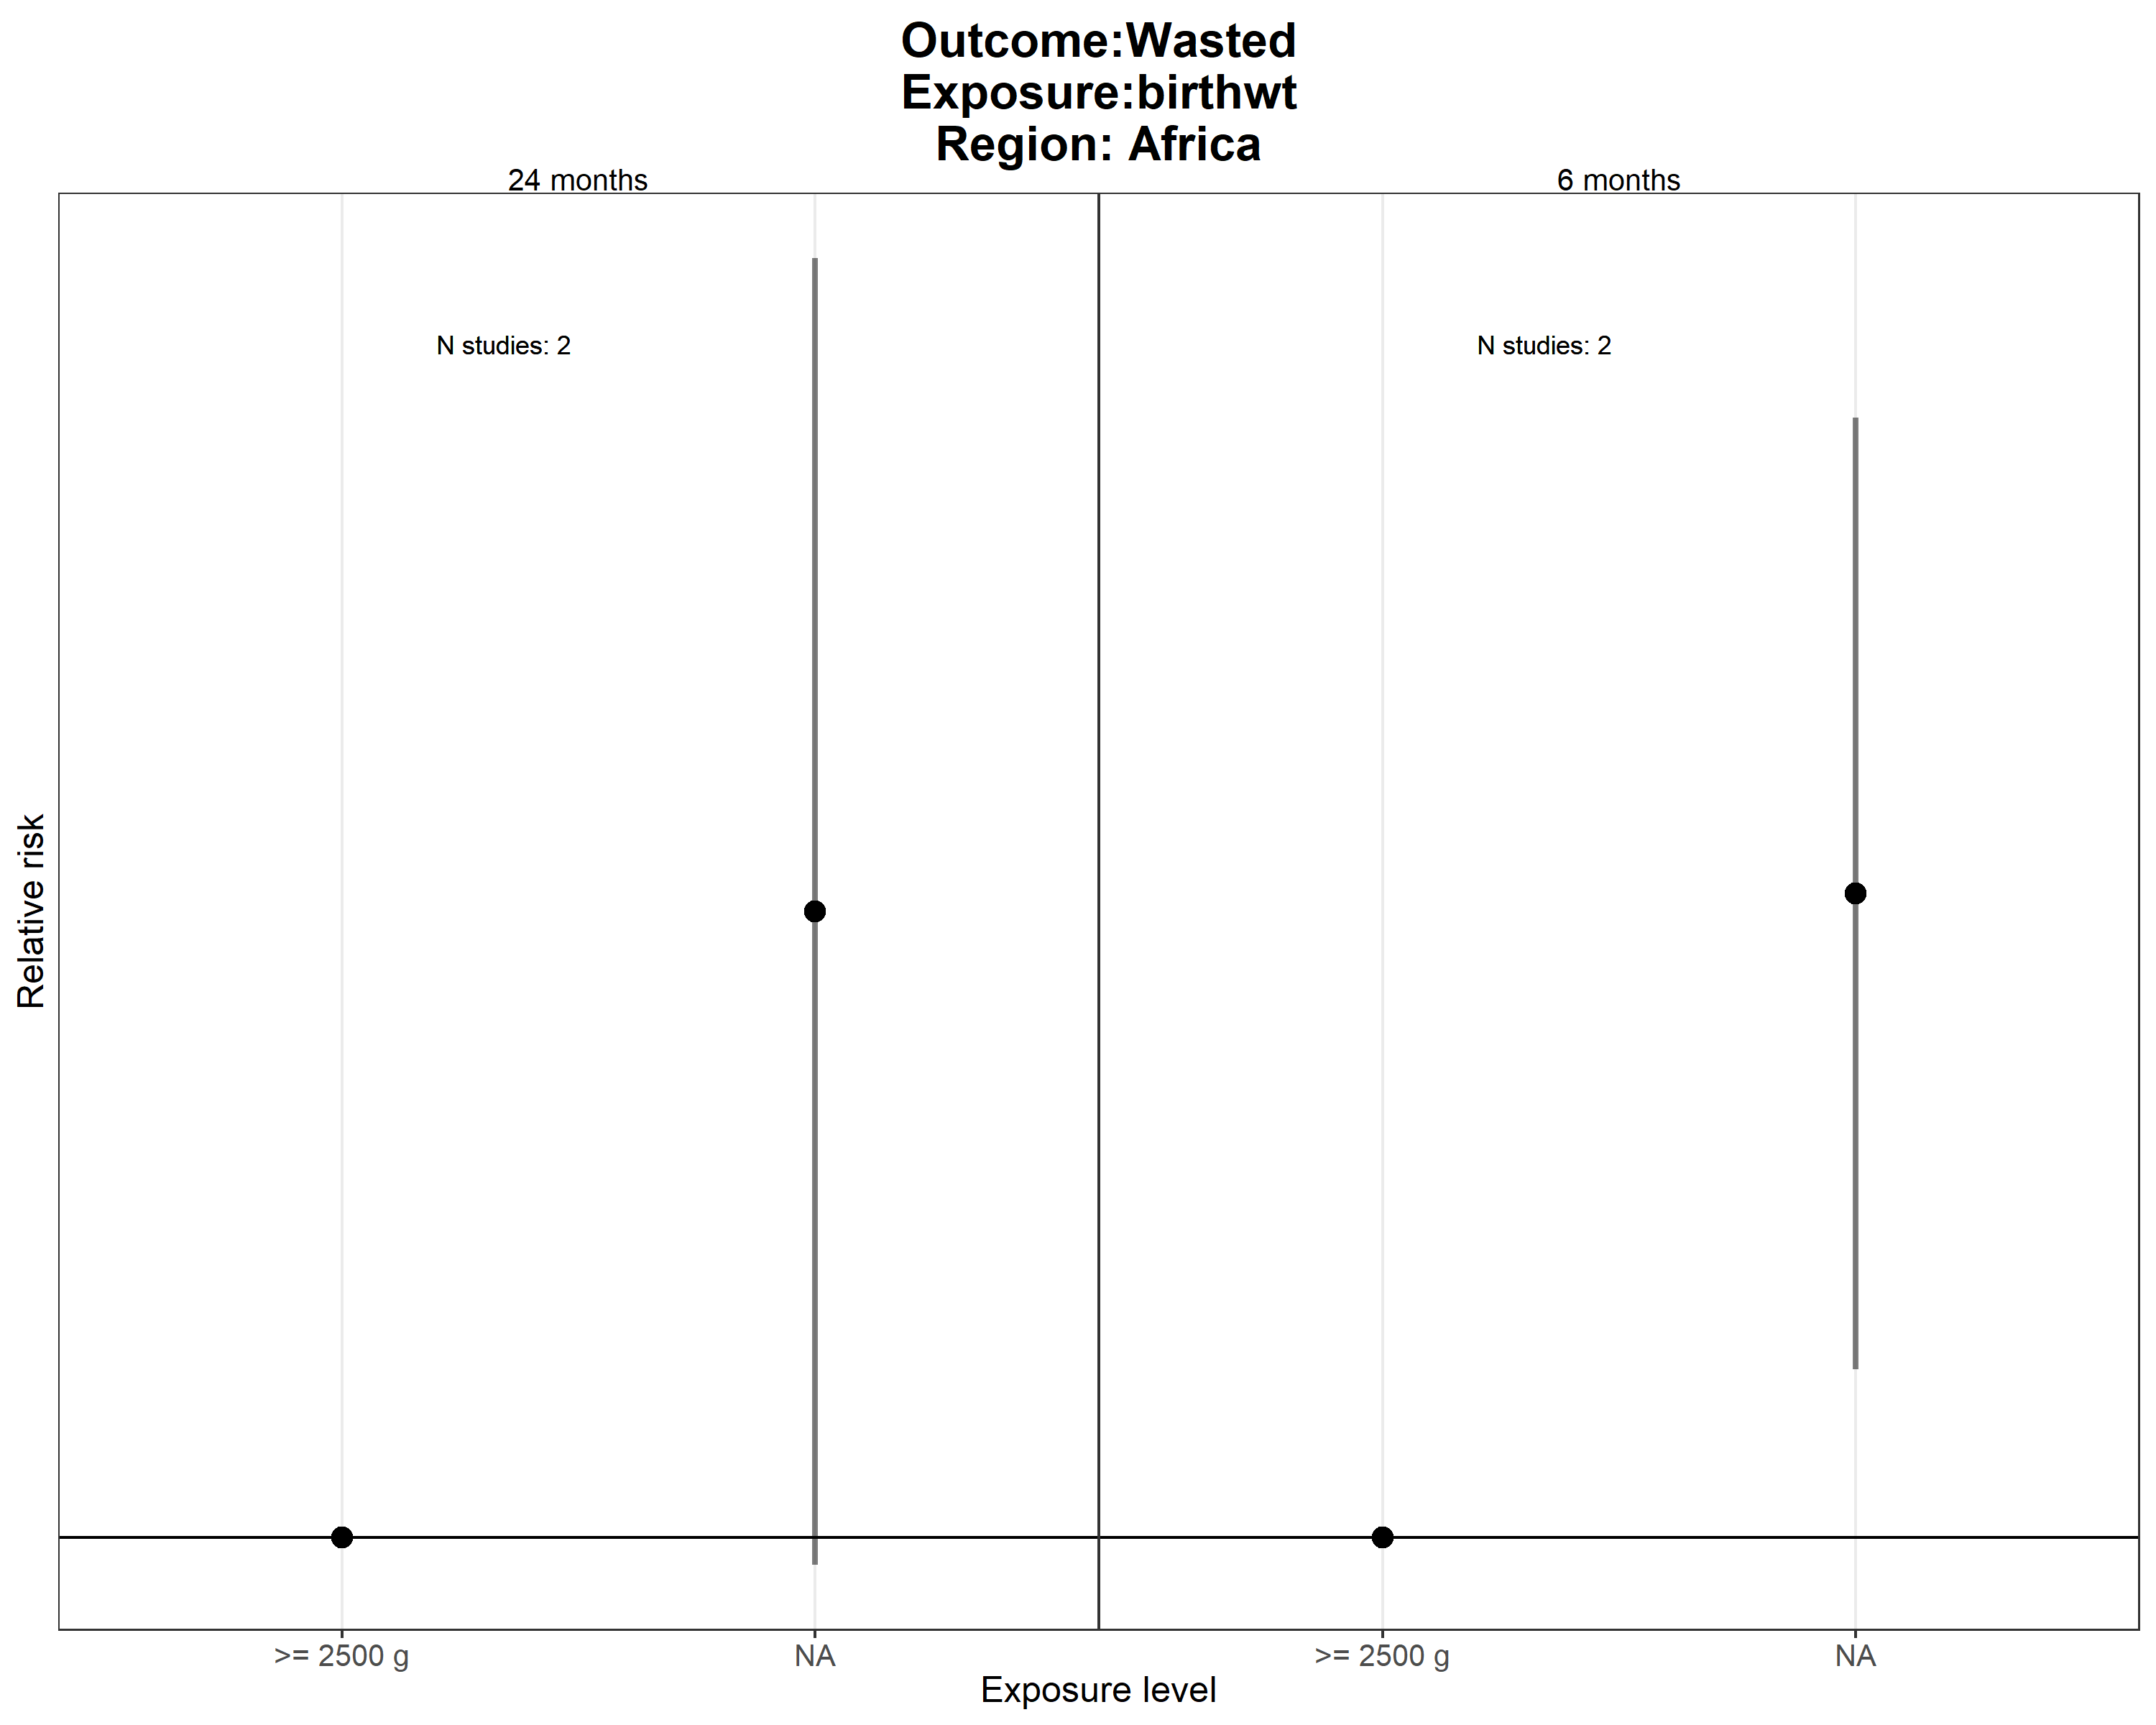 Outcome:Wasted
Exposure:birthwt
Region: Africa
24 months
6 months
N studies: 2
N studies: 2
Relative risk
>= 2500 g
NA
>= 2500 g
NA
Exposure level